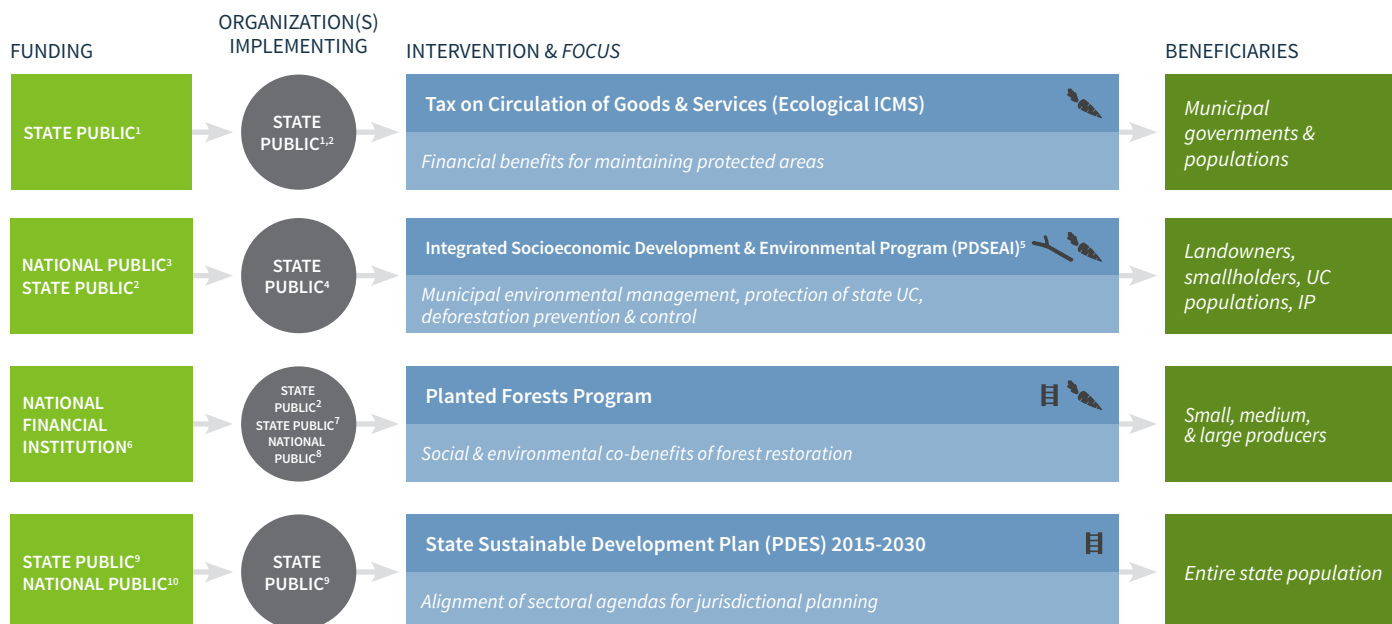 FUNDING
ORGANIZATION(S)
IMPLEMENTING
INTERVENTION & FOCUS
BENEFICIARIES
STATE PUBLIC¹
STATE
PUBLIC¹,²
Tax on Circulation of Goods & Services (Ecological ICMS)
Financial benefits for maintaining protected areas
Municipal
governments &
populations
NATIONAL PUBLIC³
STATE PUBLIC²
STATE
PUBLIC⁴
Integrated Socioeconomic Development & Environmental Program (PDSEAI)⁵
Municipal environmental management, protection of state UC,
deforestation prevention & control
Landowners,
smallholders, UC
populations, IP
NATIONAL
FINANCIAL
INSTITUTION⁶
STATE
PUBLIC²
STATE PUBLIC⁷
NATIONAL
PUBLIC⁸
Planted Forests Program
Social & environmental co-benefits of forest restoration
Small, medium,
& large producers
STATE PUBLIC⁹
NATIONAL PUBLIC¹⁰
STATE
PUBLIC⁹
State Sustainable Development Plan (PDES) 2015-2030
Alignment of sectoral agendas for jurisdictional planning
Entire state population